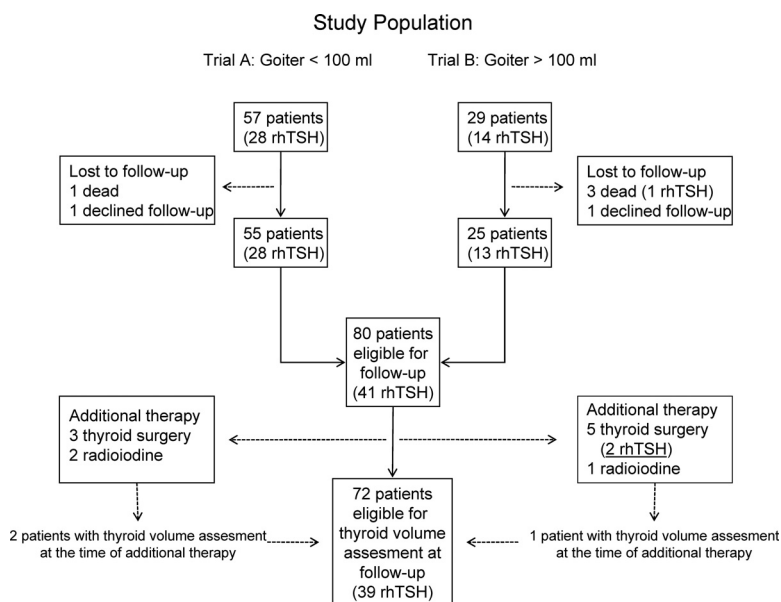 Study Population
Trial A: Goiter < 100 ml
Trial B: Goiter > 100 ml
57 patients
(28 rhTSH)
29 patients
(14 rhTSH)
Lost to follow-up
1 dead
1 declined follow-up
Lost to follow-up
3 dead (1 rhTSH)
1 declined follow-up
55 patients
(28 rhTSH)
25 patients
(13 rhTSH)
80 patients
eligible for
follow-up
(41 rhTSH)
Additional therapy
3 thyroid surgery
2 radioiodine
Additional therapy
5 thyroid surgery
(2 rhTSH)
1 radioiodine
2 patients with thyroid volume assesment
at the time of additional therapy
72 patients
eligible for
thyroid volume
assesment at
follow-up
(39 rhTSH)
1 patient with thyroid volume assesment
at the time of additional therapy